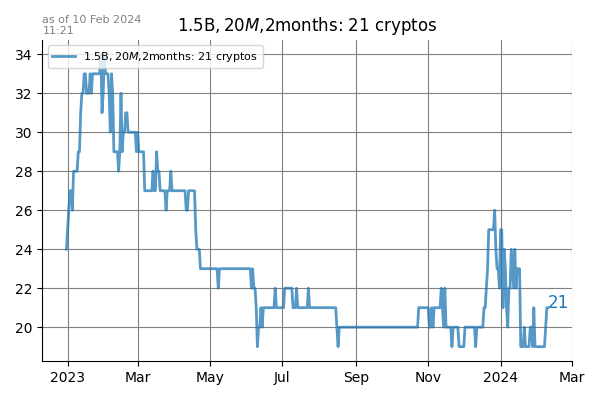 as of 10 Feb 2024
11:21
1.5B, 20M,2months: 21 cryptos
1.5B, 20M,2months: 21 cryptos
34
32
30
28
26
24
22
20
21
2023
Mar
May
Jul
Sep
Nov
2024
Mar